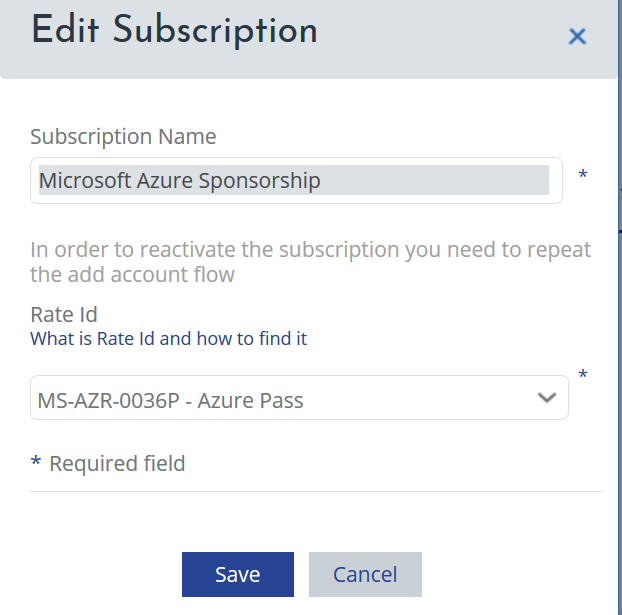 Edit Subscription
Subscription Name
Microsoft Azure Sponsorship *
In order to reactivate the subscription you need to repeat
the add account flow
Rate Id
What is Rate Id and how to find it
MS-AZR-0036P - Azure Pass *
* Required field
Save Cancel